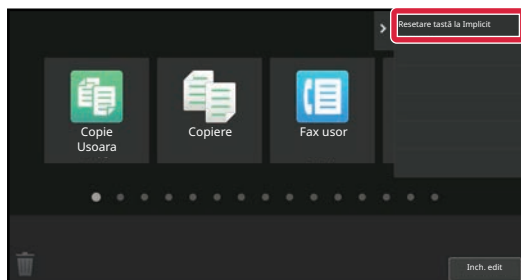 Resetare tastă la Implicit
Copie
Usoara
Copiere
Fax usor
Inch. edit